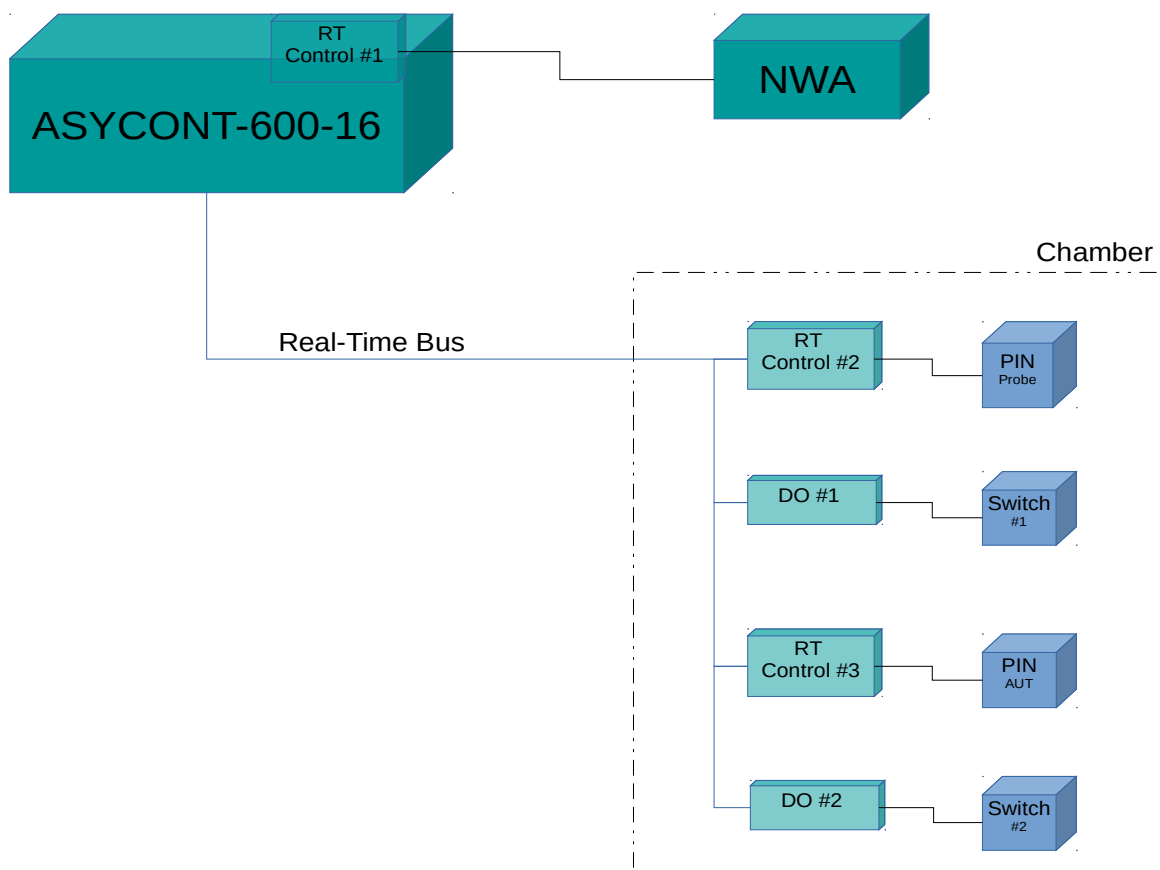 RT
Control #1
NWA
ASYCONT-600-16
Chamber
Real-Time Bus
RT
Control #2
PIN
Probe
DO #1
Switch
#1
RT
Control #3
PIN
AUT
DO #2
Switch
#2